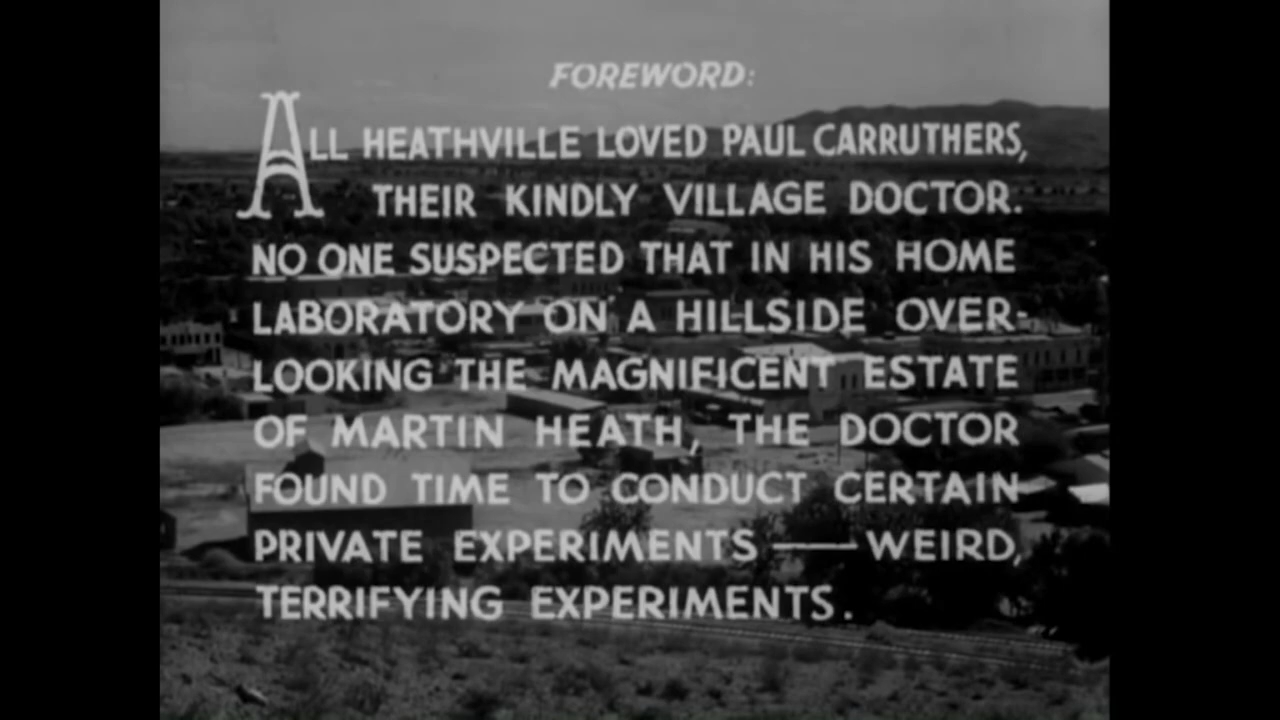 FOREWORD:
ALL HEATHVILLE LOVED PAUL CARRUTHERS,
THEIR KINDLY VILLAGE DOCTOR.
NO ONE SUSPECTED THAT IN HIS HOME
LABORATORY ON A HILLSIDE OVER-
LOOKING THE MAGNIFICENT ESTATE
OF MARTIN HEATH, THE DOCTOR
FOUND TIME TO CONDUCT CERTAIN
PRIVATE EXPERIMENTS — WEIRD,
TERRIFYING EXPERIMENTS.